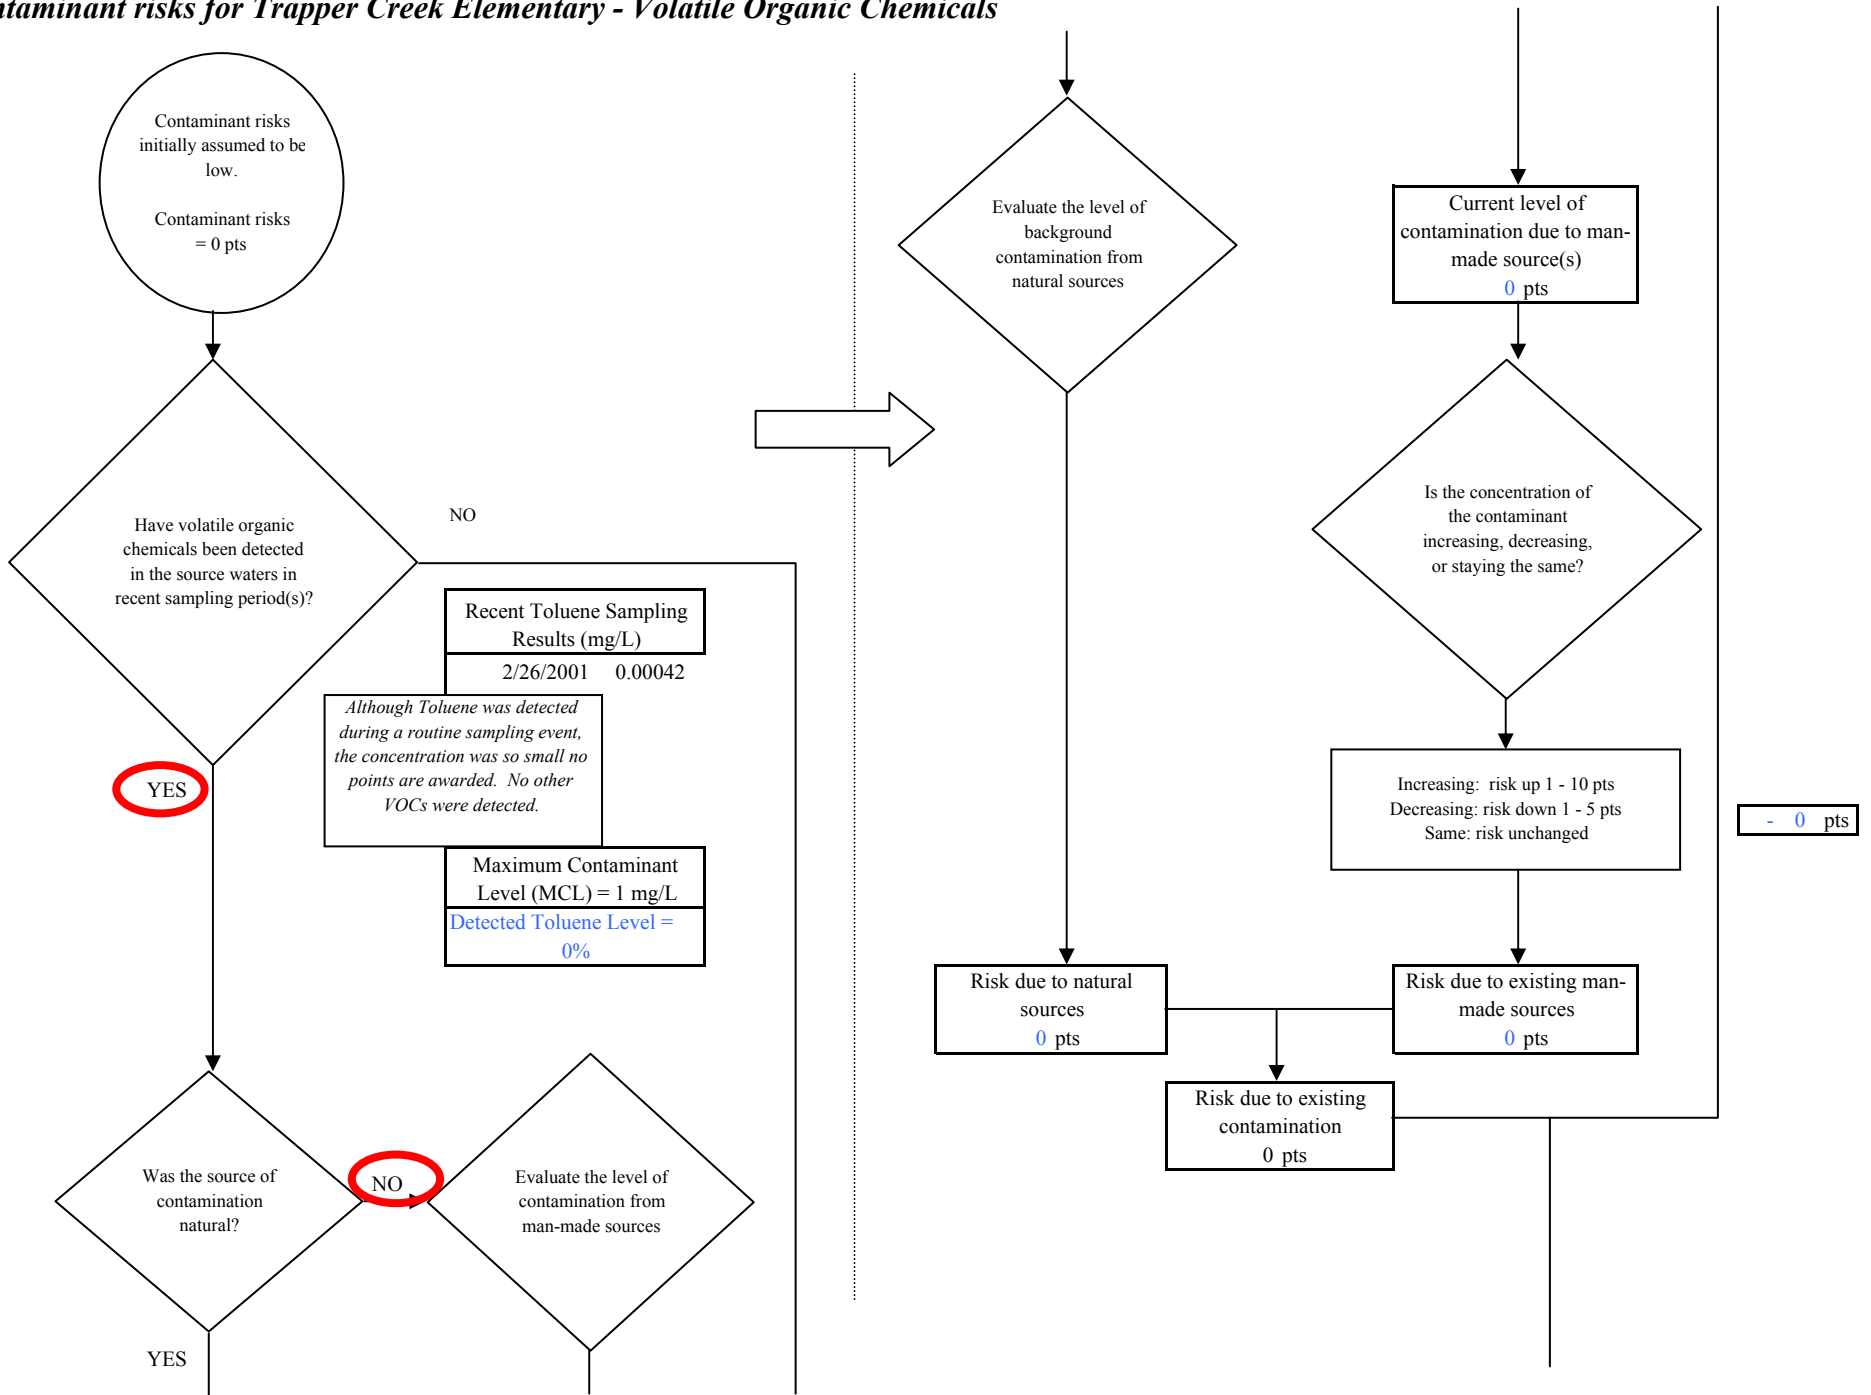 ntaminant risks for Trapper Creek Elementary - Volatile Organic Chemicals
Contaminant risks
initially assumed to be
low.
Contaminant risks
= 0 pts
Have volatile organic
chemicals been detected
in the source waters in
recent sampling period(s)?
NO
Recent Toluene Sampling
Results (mg/L)
2/26/2001 0.00042
Although Toluene was detected
during a routine sampling event,
the concentration was so small no
points are awarded. No other
VOCs were detected.
YES
Maximum Contaminant
Level (MCL) = 1 mg/L
Detected Toluene Level =
0%
Was the source of
contamination
natural?
NO
Evaluate the level of
contamination from
man-made sources
YES
Evaluate the level of
background
contamination from
natural sources
Current level of
contamination due to man-
made source(s)
0 pts
Is the concentration of
the contaminant
increasing, decreasing,
or staying the same?
Increasing: risk up 1 - 10 pts
Decreasing: risk down 1 - 5 pts
Same: risk unchanged
- 0 pts
Risk due to natural
sources
0 pts
Risk due to existing man-
made sources
0 pts
Risk due to existing
contamination
0 pts